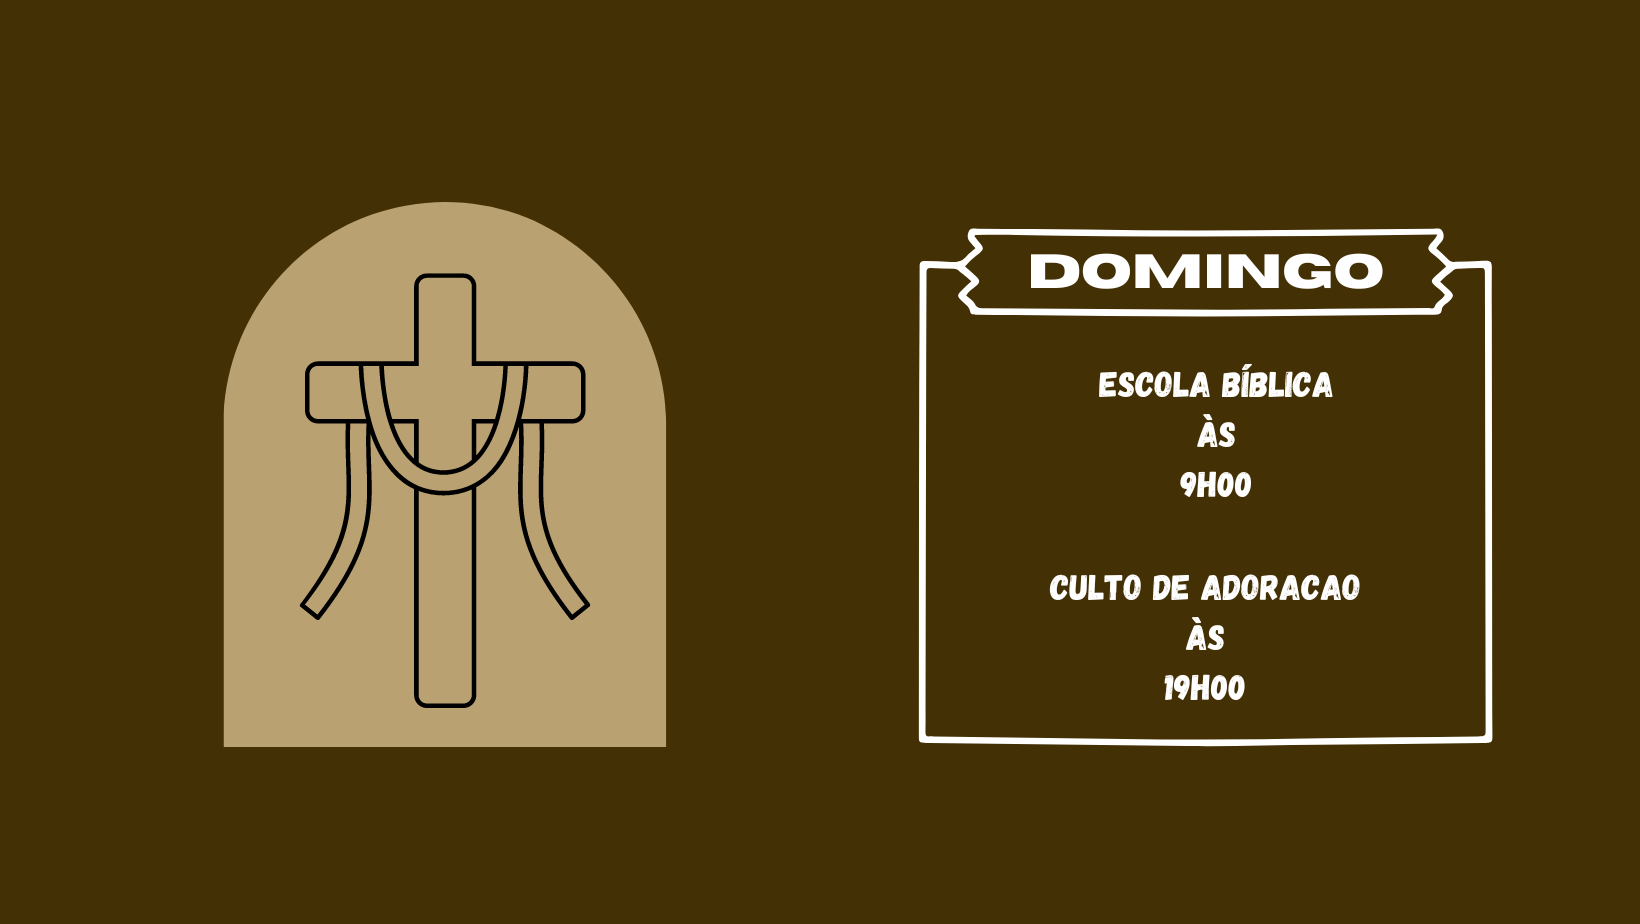 DOMINGO
ESCOLA BÍBLICA
ÀS
9H00
CULTO DE ADORACAO
ÀS
19H00